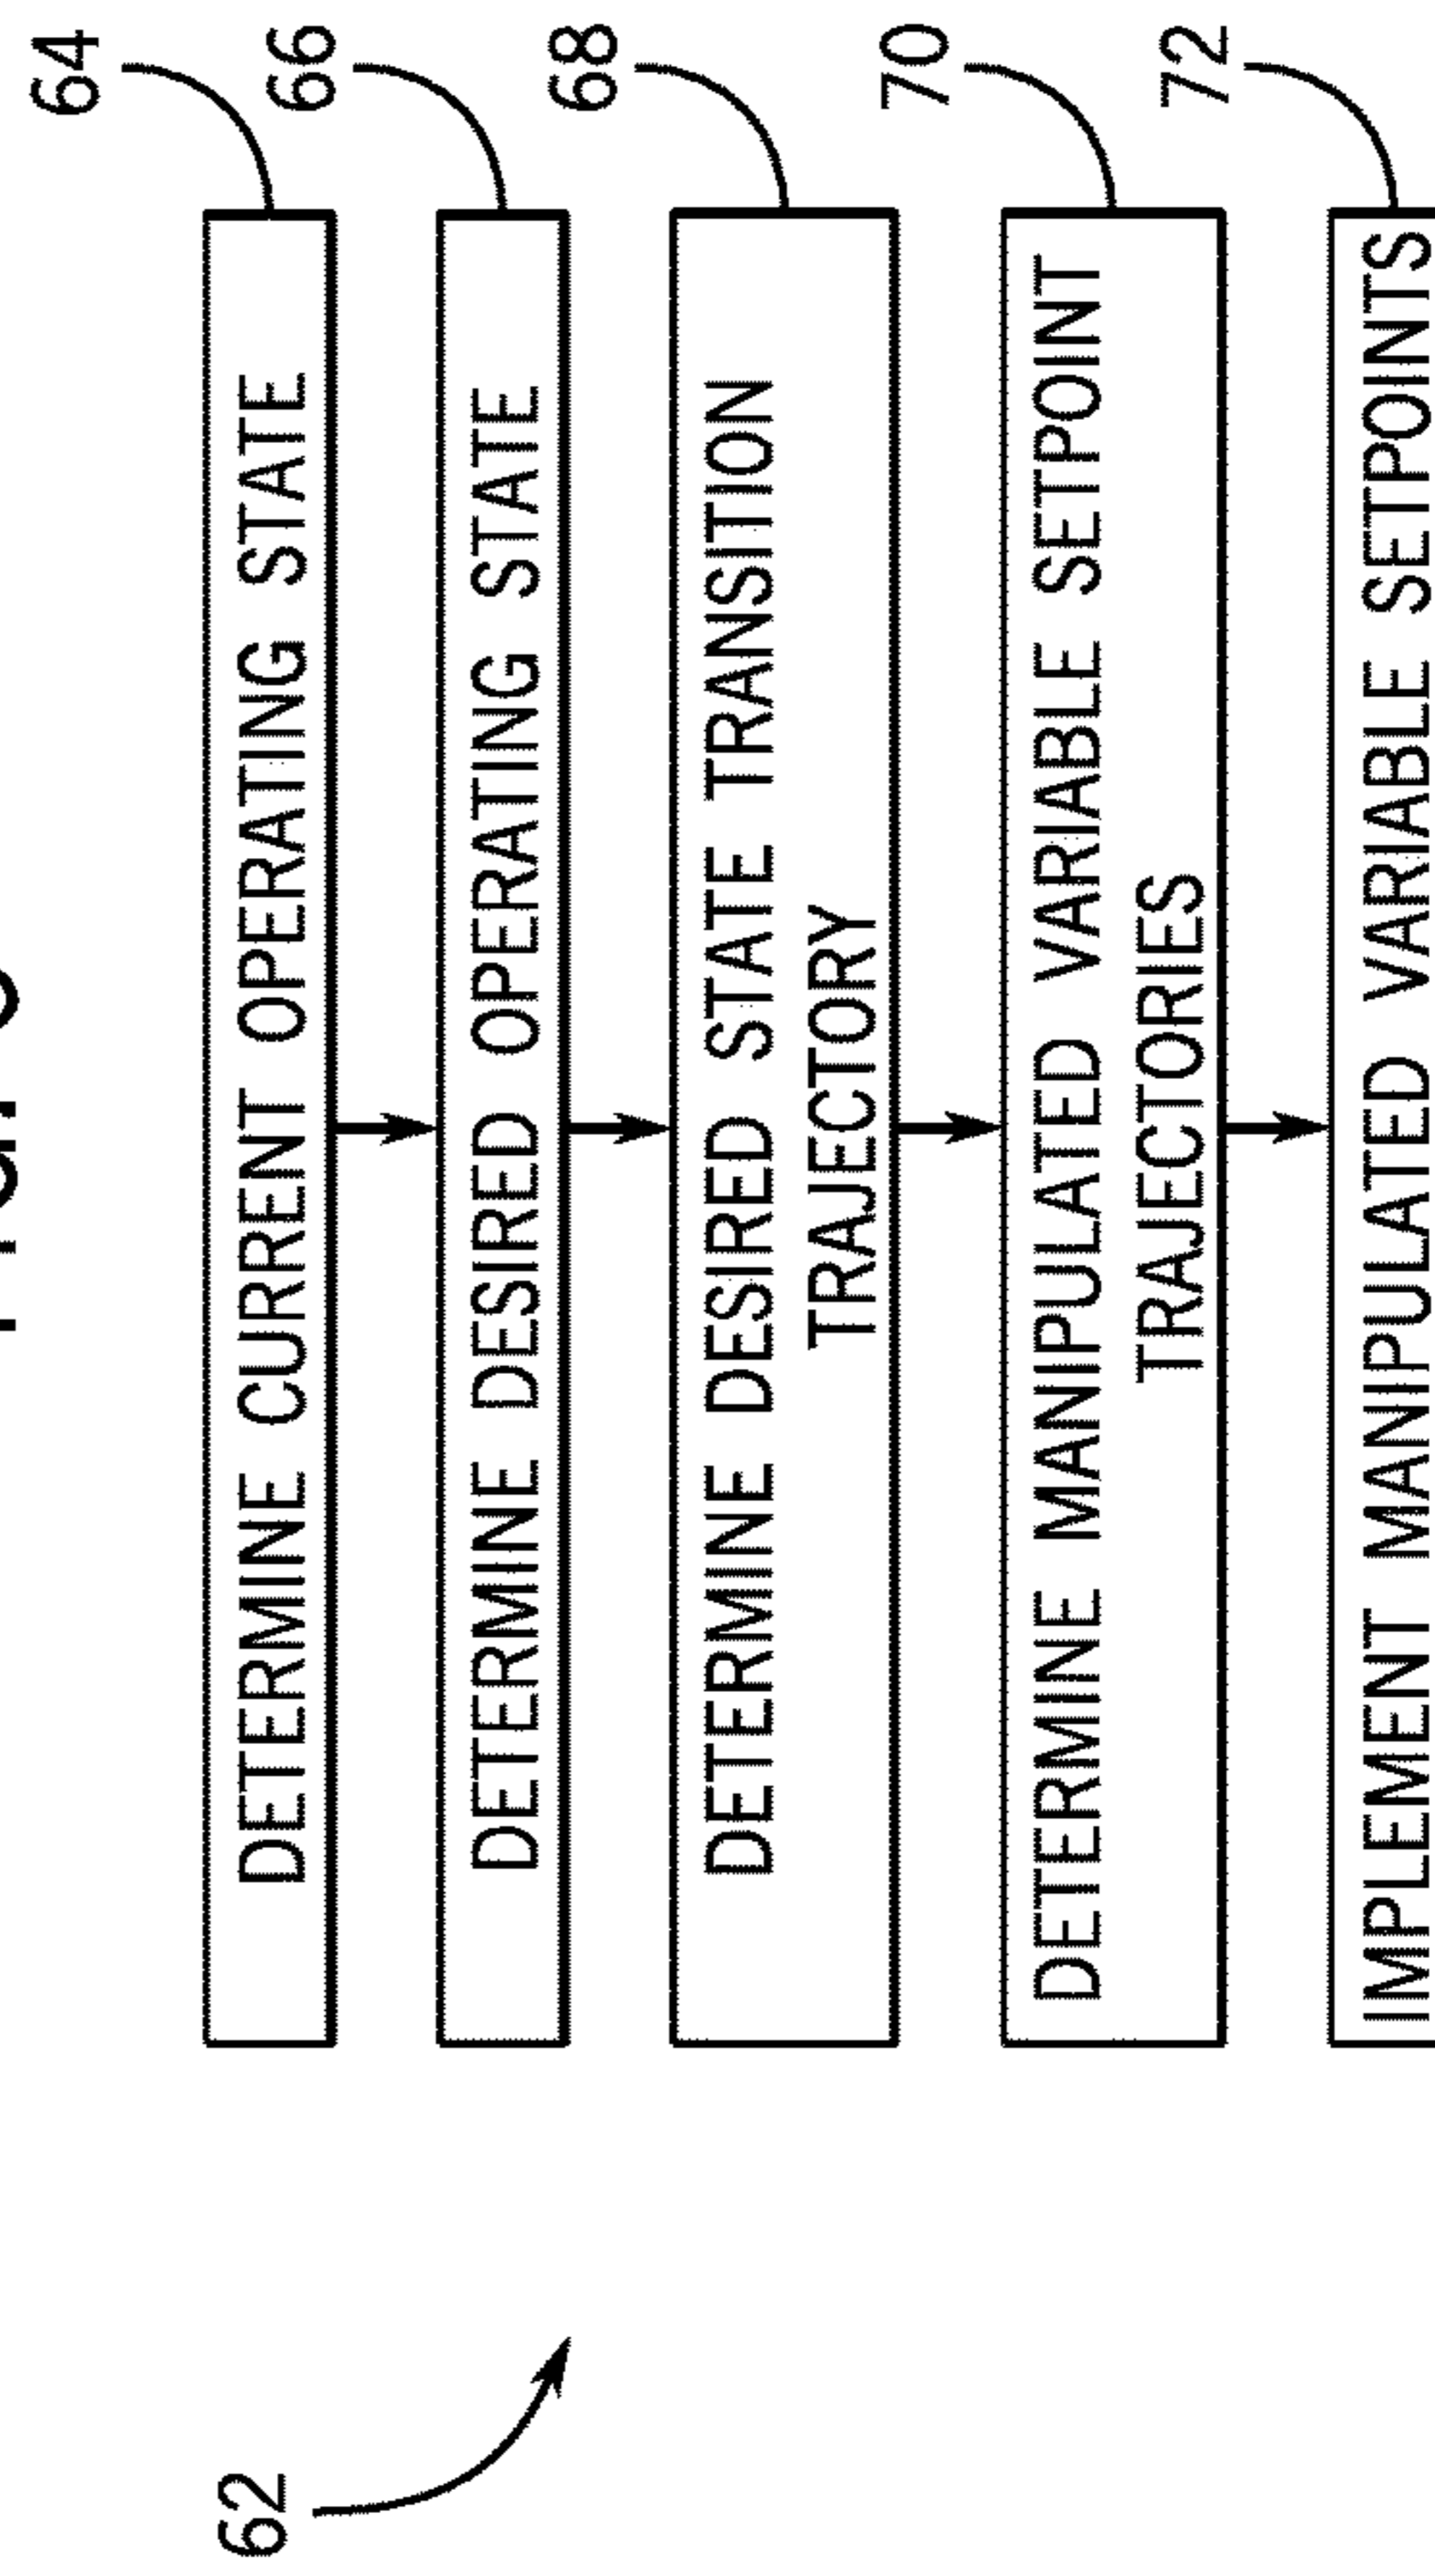 62
64
DETERMINE CURRENT OPERATING STATE
66
DETERMINE DESIRED OPERATING STATE
68
DETERMINE DESIRED STATE TRANSITION
TRAJECTORY
70
DETERMINE MANIPULATED VARIABLE SETPOINT
TRAJECTORIES
72
IMPLEMENT MANIPULATED VARIABLE SETPOINTS